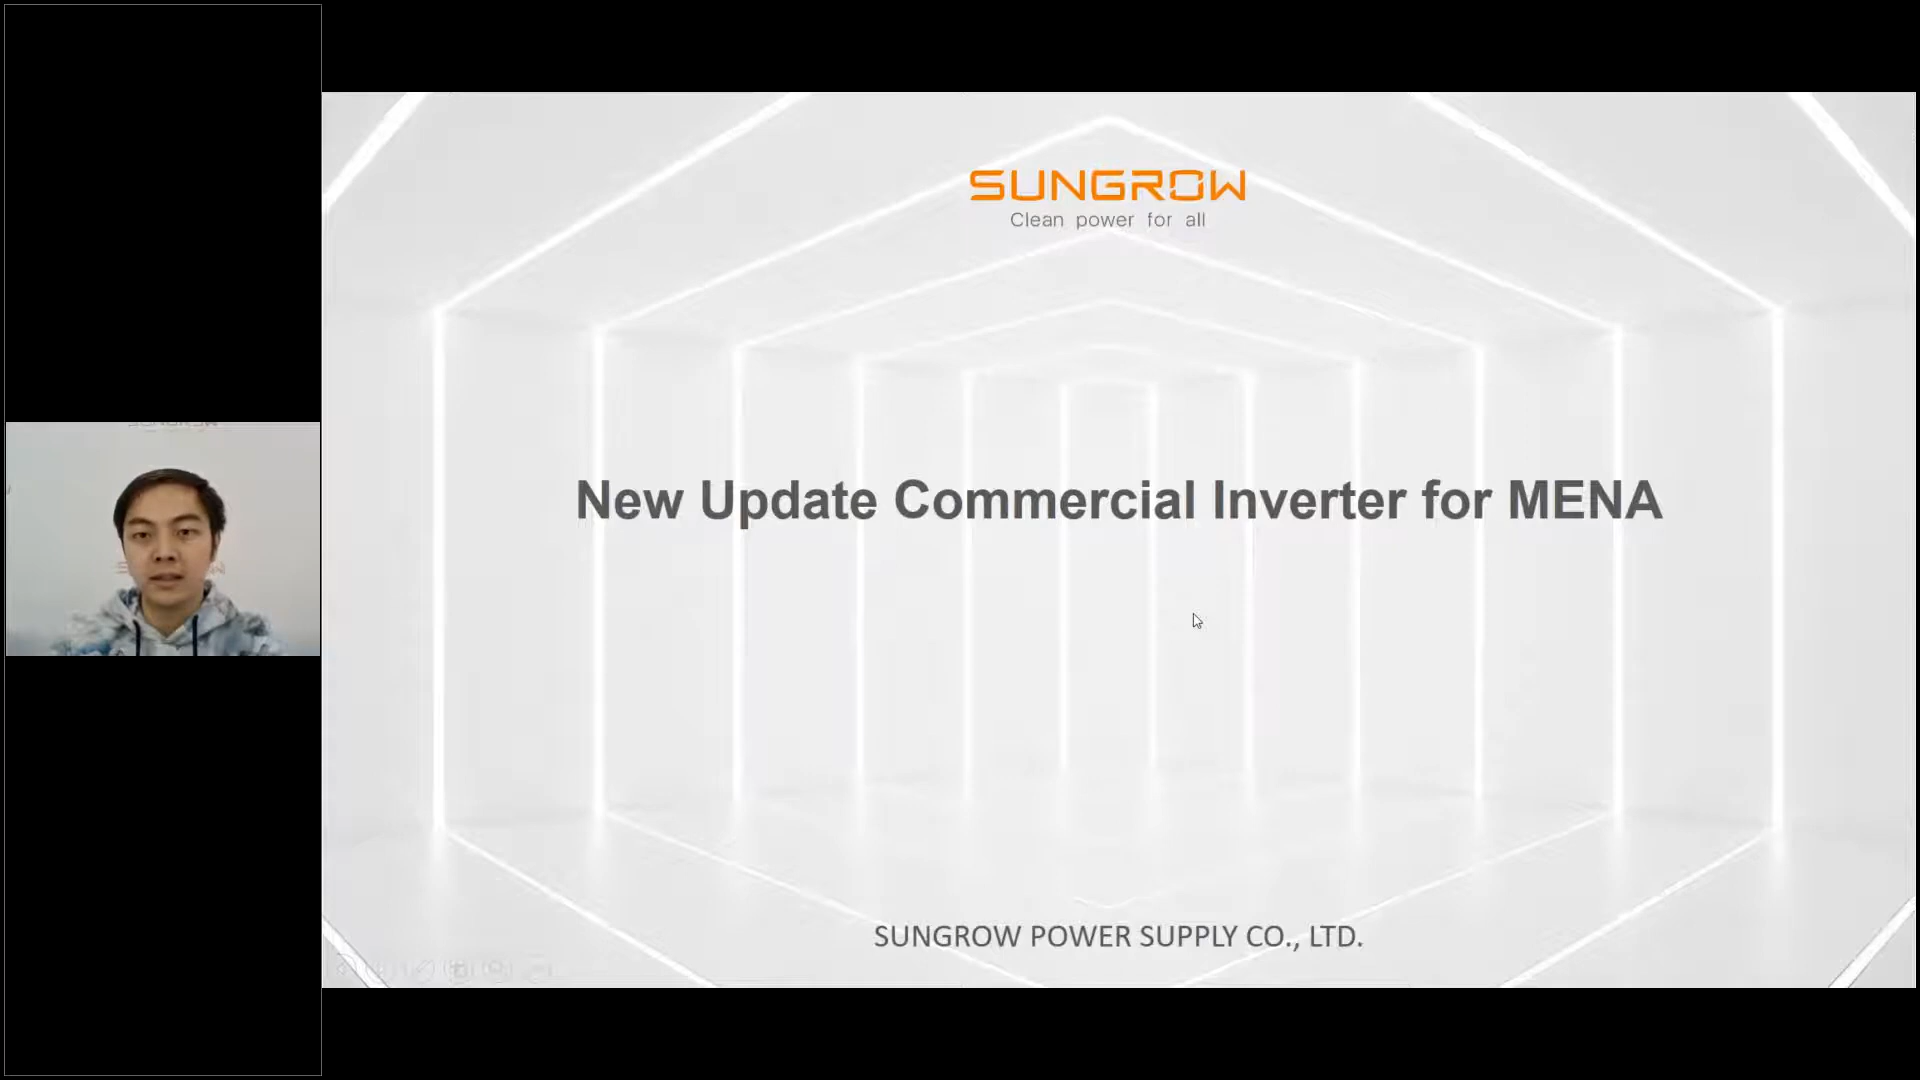 SUNGROW
Clean power for all
New Update Commercial Inverter for MENA
SUNGROW POWER SUPPLY CO., LTD.